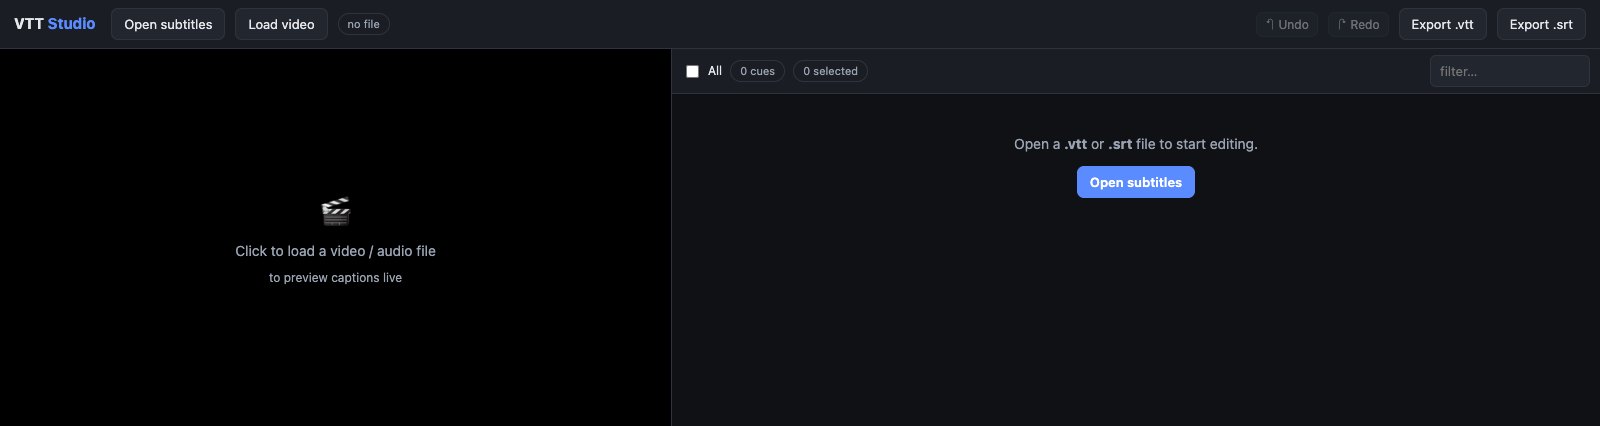 VTT Studio Open subtitles Load video no file Undo Redo Export .vtt Export .srt
All 0 cues 0 selected filter...
Open a .vtt or .srt file to start editing.
Open subtitles
Click to load a video / audio file
to preview captions live